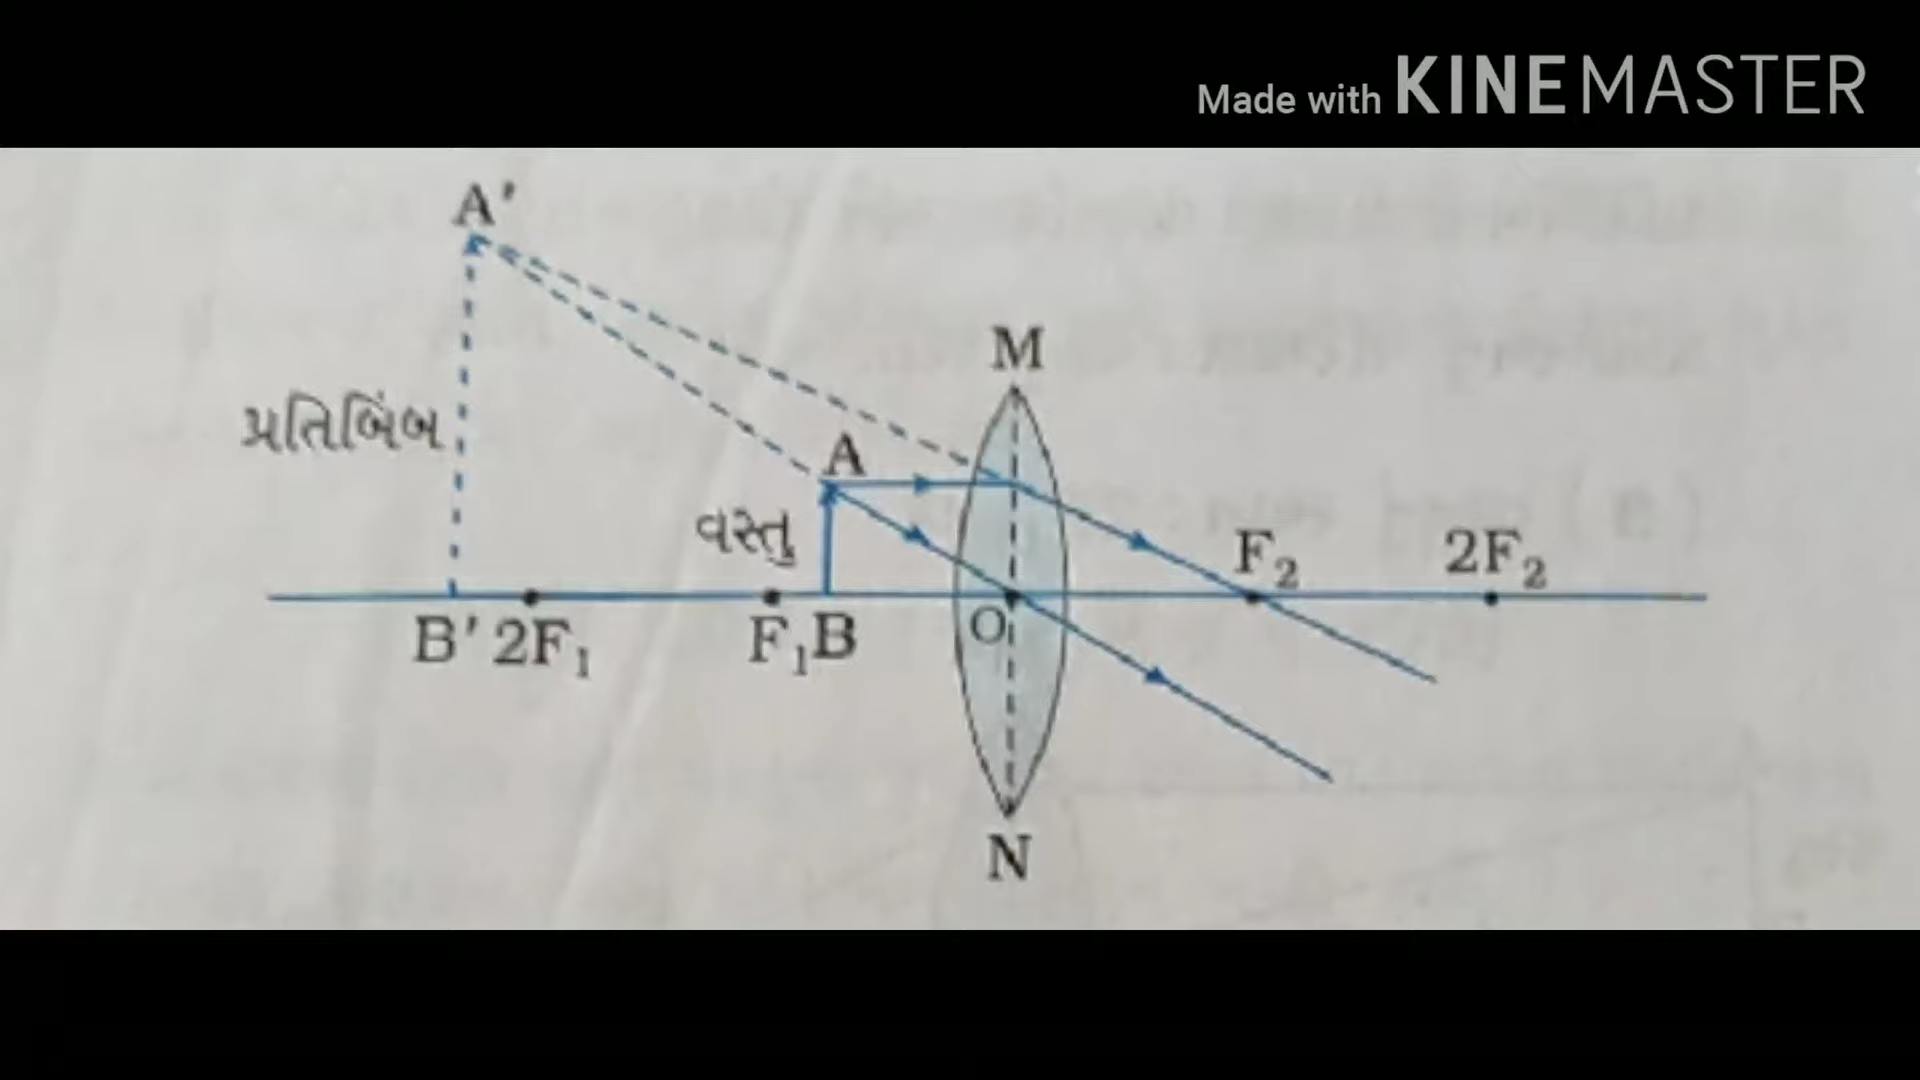 Made with KINEMASTER
A'
M
પ્રતિબિંબ
A
વસ્તુ
F₂
2F₂
B' 2F₁
F₁ B
O
N